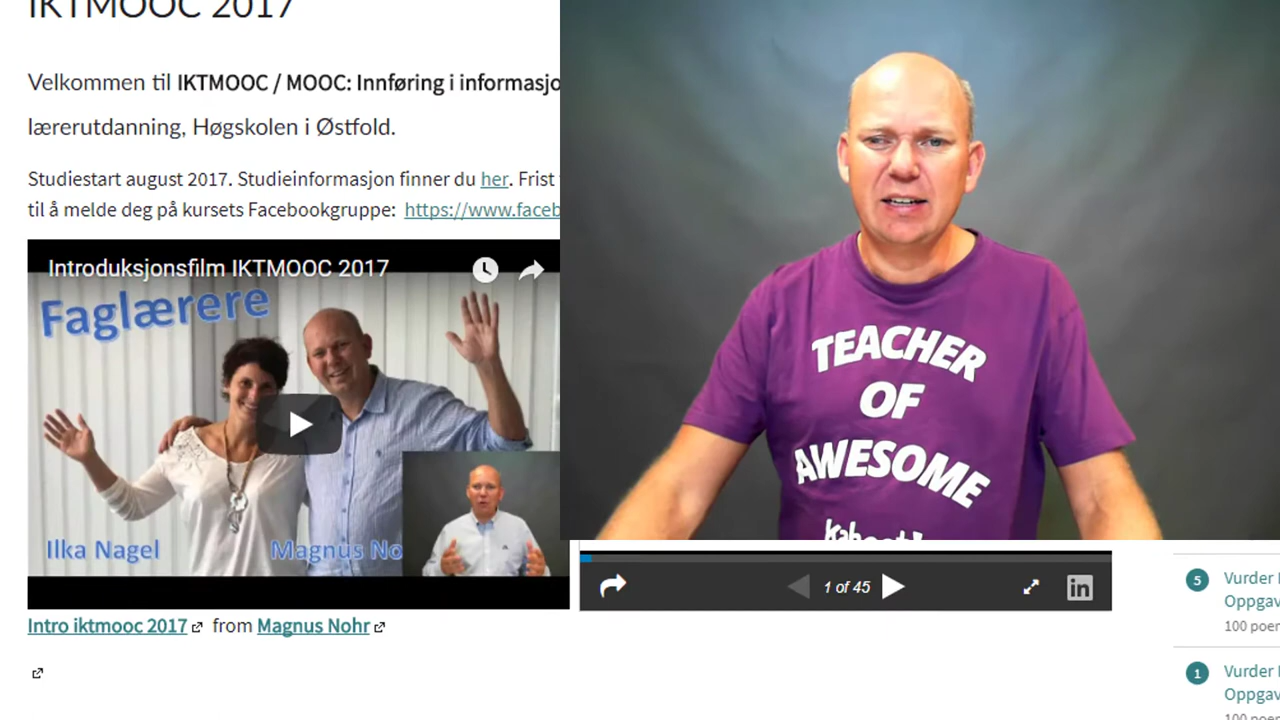 IKTMOOC 2017
Velkommen til IKTMOOC / MOOC: Innføring i
lærerutdanning, Høgskolen i Østfold.
Studiestart august 2017. Studieinformasjon finner du her. Frist
til å melde deg på kursets Facebookgruppe: https://www.faceb
Introduksjonsfilm IKTMOOC 2017
Faglærere
Ilka Nagel
Magnus No
TEACHER
OF
AWESOME
1 of 45
in
Intro iktmooc 2017 from Magnus Nohr
5 Vurder
Oppgav
100 poen
1 Vurder
Oppgav